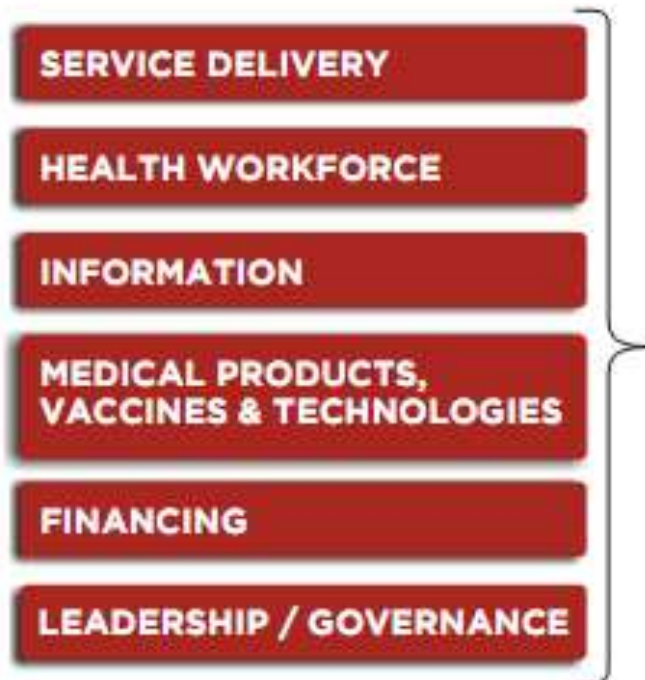 SERVICE DELIVERY
HEALTH WORKFORCE
INFORMATION
MEDICAL PRODUCTS,
VACCINES & TECHNOLOGIES
FINANCING
LEADERSHIP / GOVERNANCE